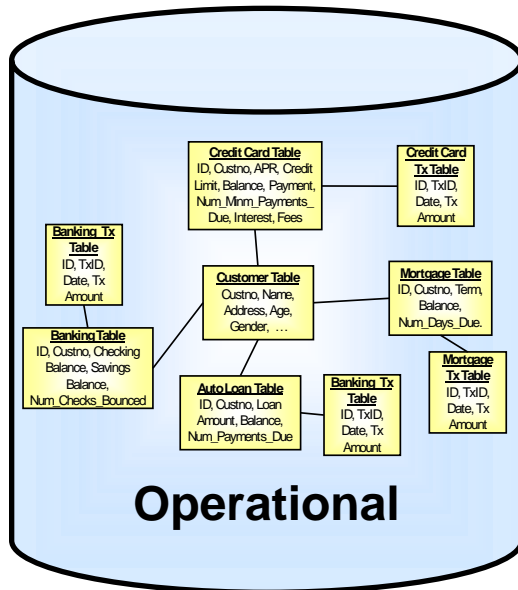 Credit Card Table
ID, Custno, APR, Credit
Limit, Balance, Payment,
Num_Minm_Payments_
Due, Interest, Fees
Credit Card
Tx Table
ID, TxID,
Date, Tx
Amount
Banking Tx
Table
ID, TxID,
Date, Tx
Amount
Customer Table
Custno, Name,
Address, Age,
Gender, …
Mortgage Table
ID, Custno, Term,
Balance,
Num_Days_Due.
Banking Table
ID, Custno, Checking
Balance, Savings
Balance,
Num_Checks_Bounced
Auto Loan Table
ID, Custno, Loan
Amount, Balance,
Num_Payments_Due
Banking Tx
Table
ID, TxID,
Date, Tx
Amount
Mortgage
Tx Table
ID, TxID,
Date, Tx
Amount
Operational